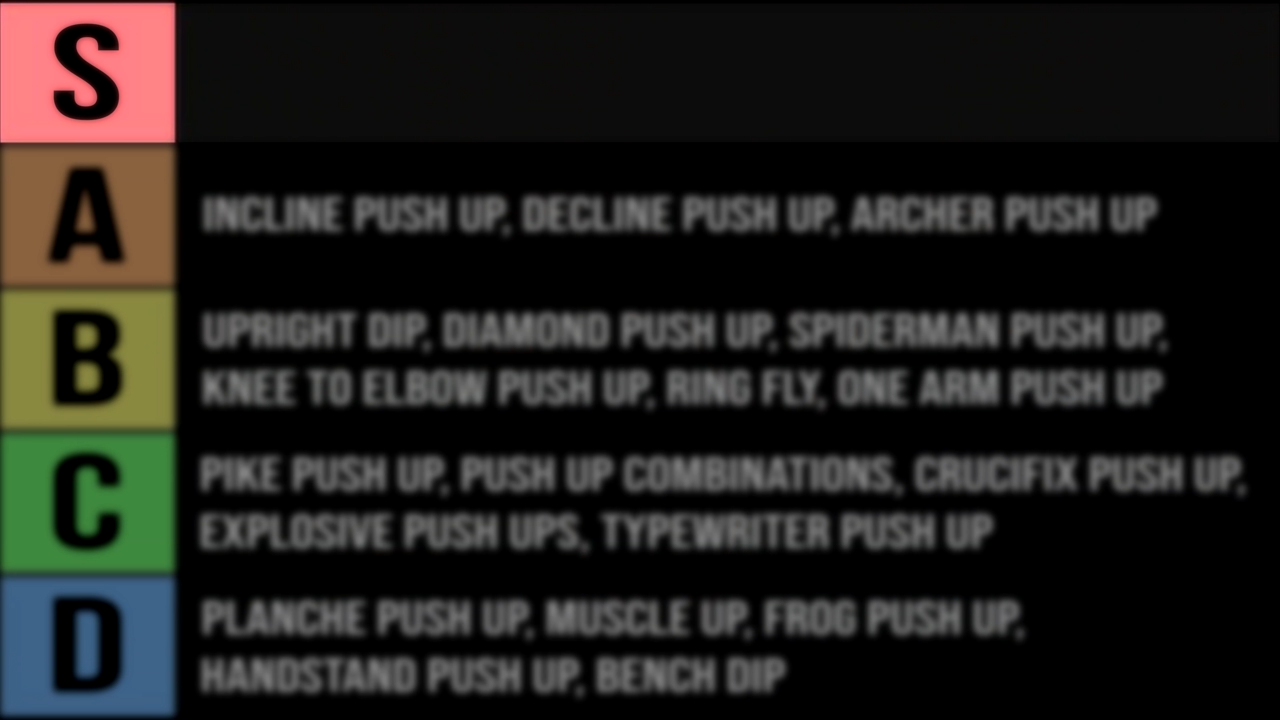 S
A
INCLINE PUSH UP, DECLINE PUSH UP, ARCHER PUSH UP
B
UPRIGHT DIP, DIAMOND PUSH UP, SPIDERMAN PUSH UP,
KNEE TO ELBOW PUSH UP, RING FLY, ONE ARM PUSH UP
C
PIKE PUSH UP, PUSH UP COMBINATIONS, CRUCIFIX PUSH UP,
EXPLOSIVE PUSH UPS, TYPEWRITER PUSH UP
D
PLANCHE PUSH UP, MUSCLE UP, FROG PUSH UP,
HANDSTAND PUSH UP, BENCH DIP